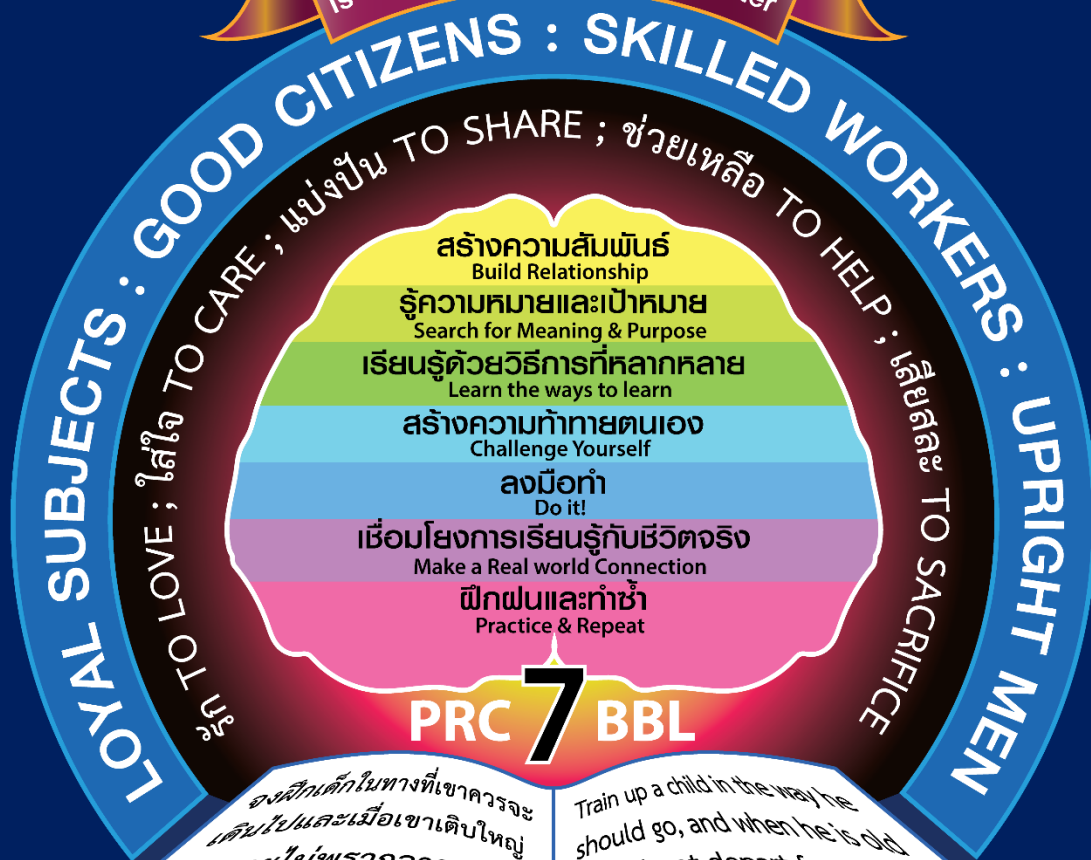 is
LOYAL SUBJECTS : GOOD CITIZENS : SKILLED WORKERS : UPRIGHT MEN
รัก TO LOVE ; ใส่ใจ TO CARE ; แบ่งปัน TO SHARE ; ช่วยเหลือ TO HELP ; เสียสละ TO SACRIFICE
สร้างความสัมพันธ์
Build Relationship
รู้ความหมายและเป้าหมาย
Search for Meaning & Purpose
เรียนรู้ด้วยวิธีการที่หลากหลาย
Learn the ways to learn
สร้างความท้าทายตนเอง
Challenge Yourself
ลงมือทำ
Do it!
เชื่อมโยงการเรียนรู้กับชีวิตจริง
Make a Real world Connection
ฝึกฝนและทำซ้ำ
Practice & Repeat
PRC 7 BBL
จงฝึกเด็กในทางที่เขาควรจะ
เดินไปและเมื่อเขาเติบใหญ่
Train up a child in the way he
should go, and when he is old